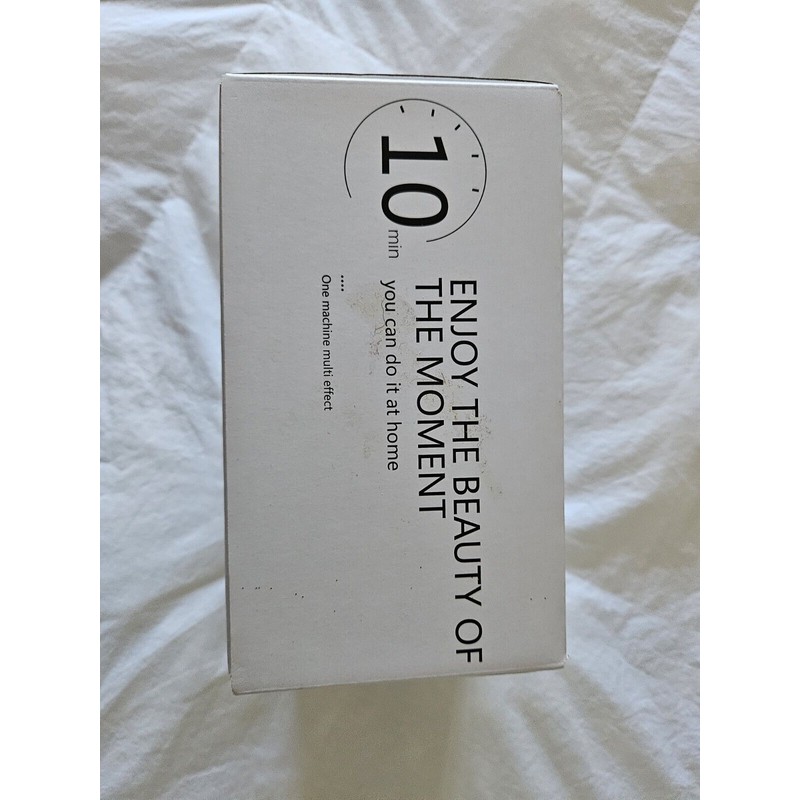 10
min
ENJOY THE BEAUTY OF
THE MOMENT
you can do it at home
One machine multi effect